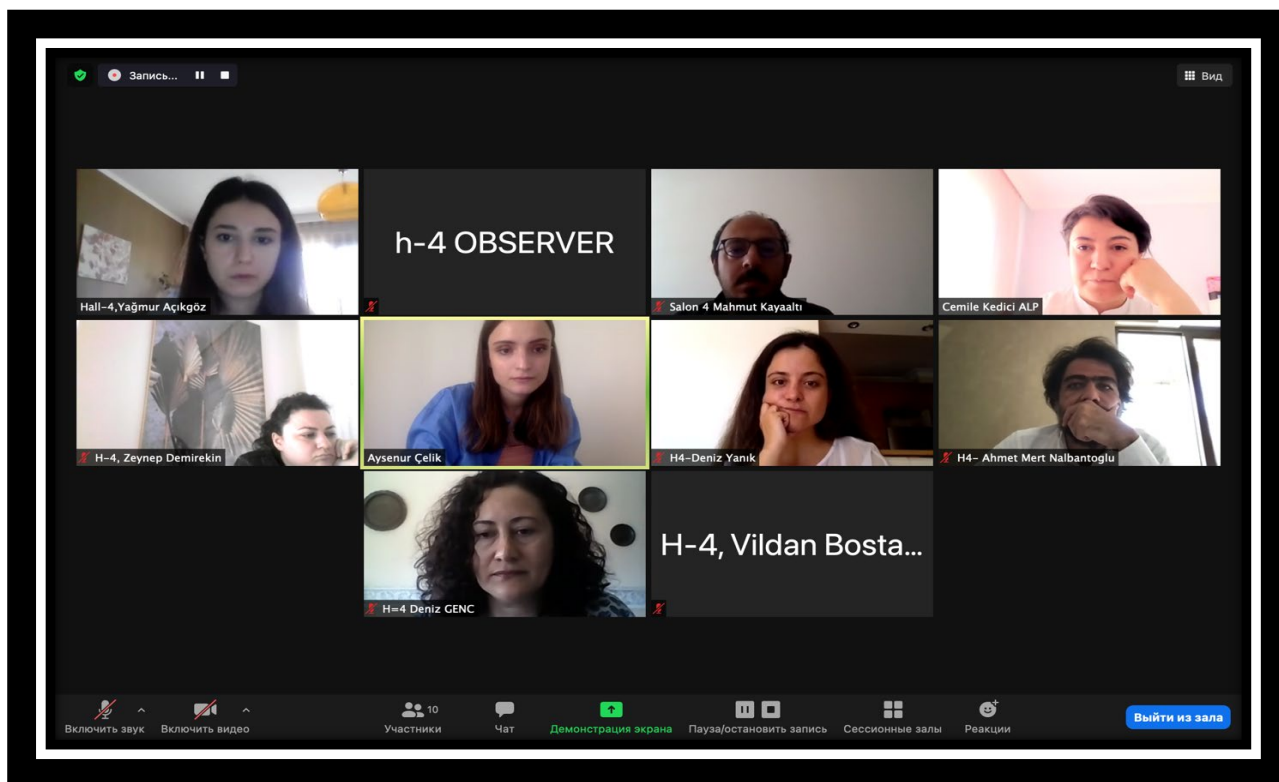 Запись...
Вид
Hall-4,Yağmur Açıkgöz
h-4 OBSERVER
Salon 4 Mahmut Kayaaltı
Cemile Kedici ALP
H-4, Zeynep Demirekin
Aysenur Çelik
H4-Deniz Yanık
H4- Ahmet Mert Nalbantoglu
H=4 Deniz GENC
H-4, Vildan Bosta...
Включить звук
Включить видео
10
Участники
Чат
Демонстрация экрана
Пауза/остановить запись
Сессионные залы
Реакции
Выйти из зала